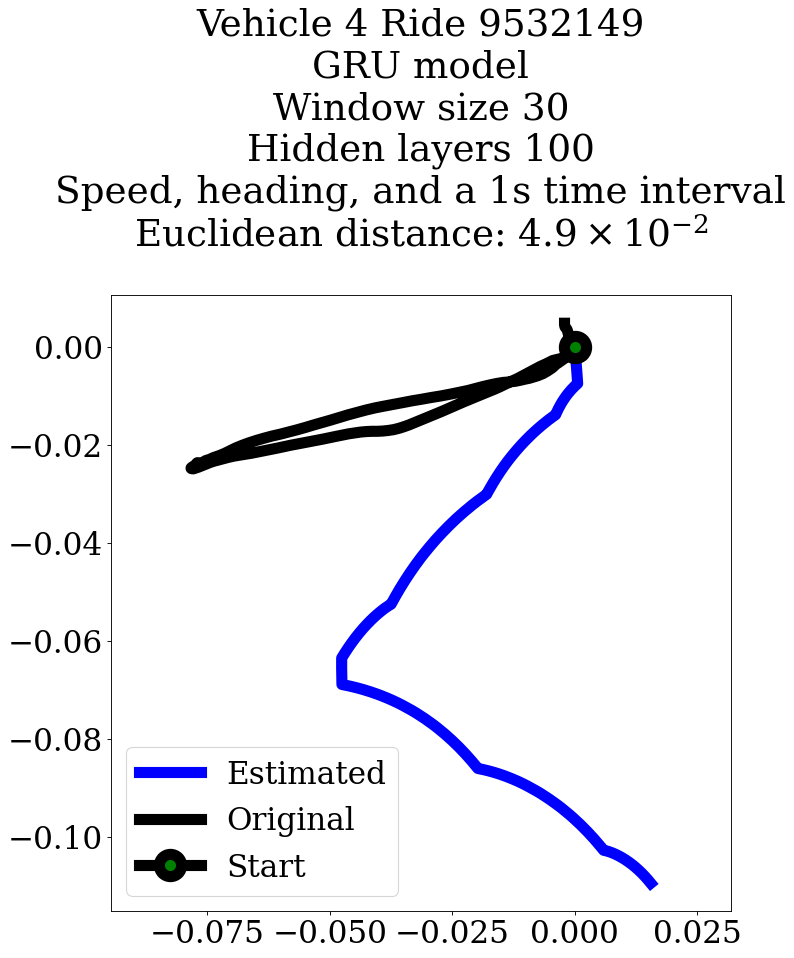 Vehicle 4 Ride 9532149
GRU model
Window size 30
Hidden layers 100
Speed, heading, and a 1s time interval
Euclidean distance: 4.9 × 10⁻²
0.00
−0.02
−0.04
−0.06
−0.08
−0.10
Estimated
Original
Start
−0.075 −0.050 −0.025 0.000 0.025